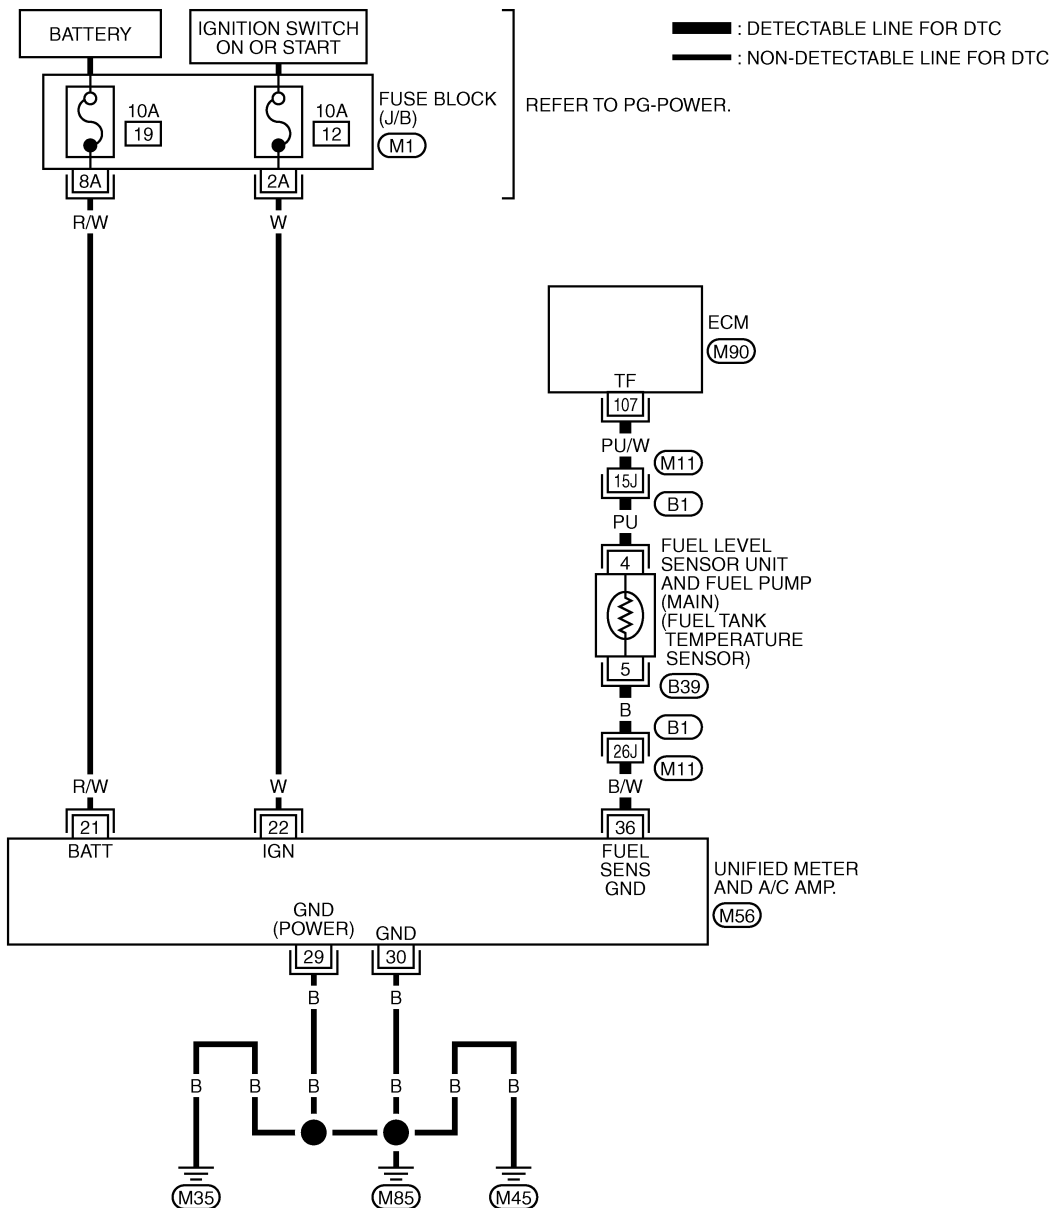 BATTERY
IGNITION SWITCH
ON OR START
: DETECTABLE LINE FOR DTC
: NON-DETECTABLE LINE FOR DTC
10A
19
10A
12
FUSE BLOCK
(J/B)
M1
REFER TO PG-POWER.
8A
2A
R/W
W
ECM
M90
TF
107
PU/W
M11
15J
B1
PU
4
FUEL LEVEL
SENSOR UNIT
AND FUEL PUMP
(MAIN)
(FUEL TANK
TEMPERATURE
SENSOR)
5
B39
B
B1
26J
M11
R/W
W
B/W
21
22
36
BATT
IGN
FUEL
SENS
GND
UNIFIED METER
AND A/C AMP.
M56
GND
(POWER)
GND
29
30
B
B
B
B
B
B
B
B
M35
M85
M45